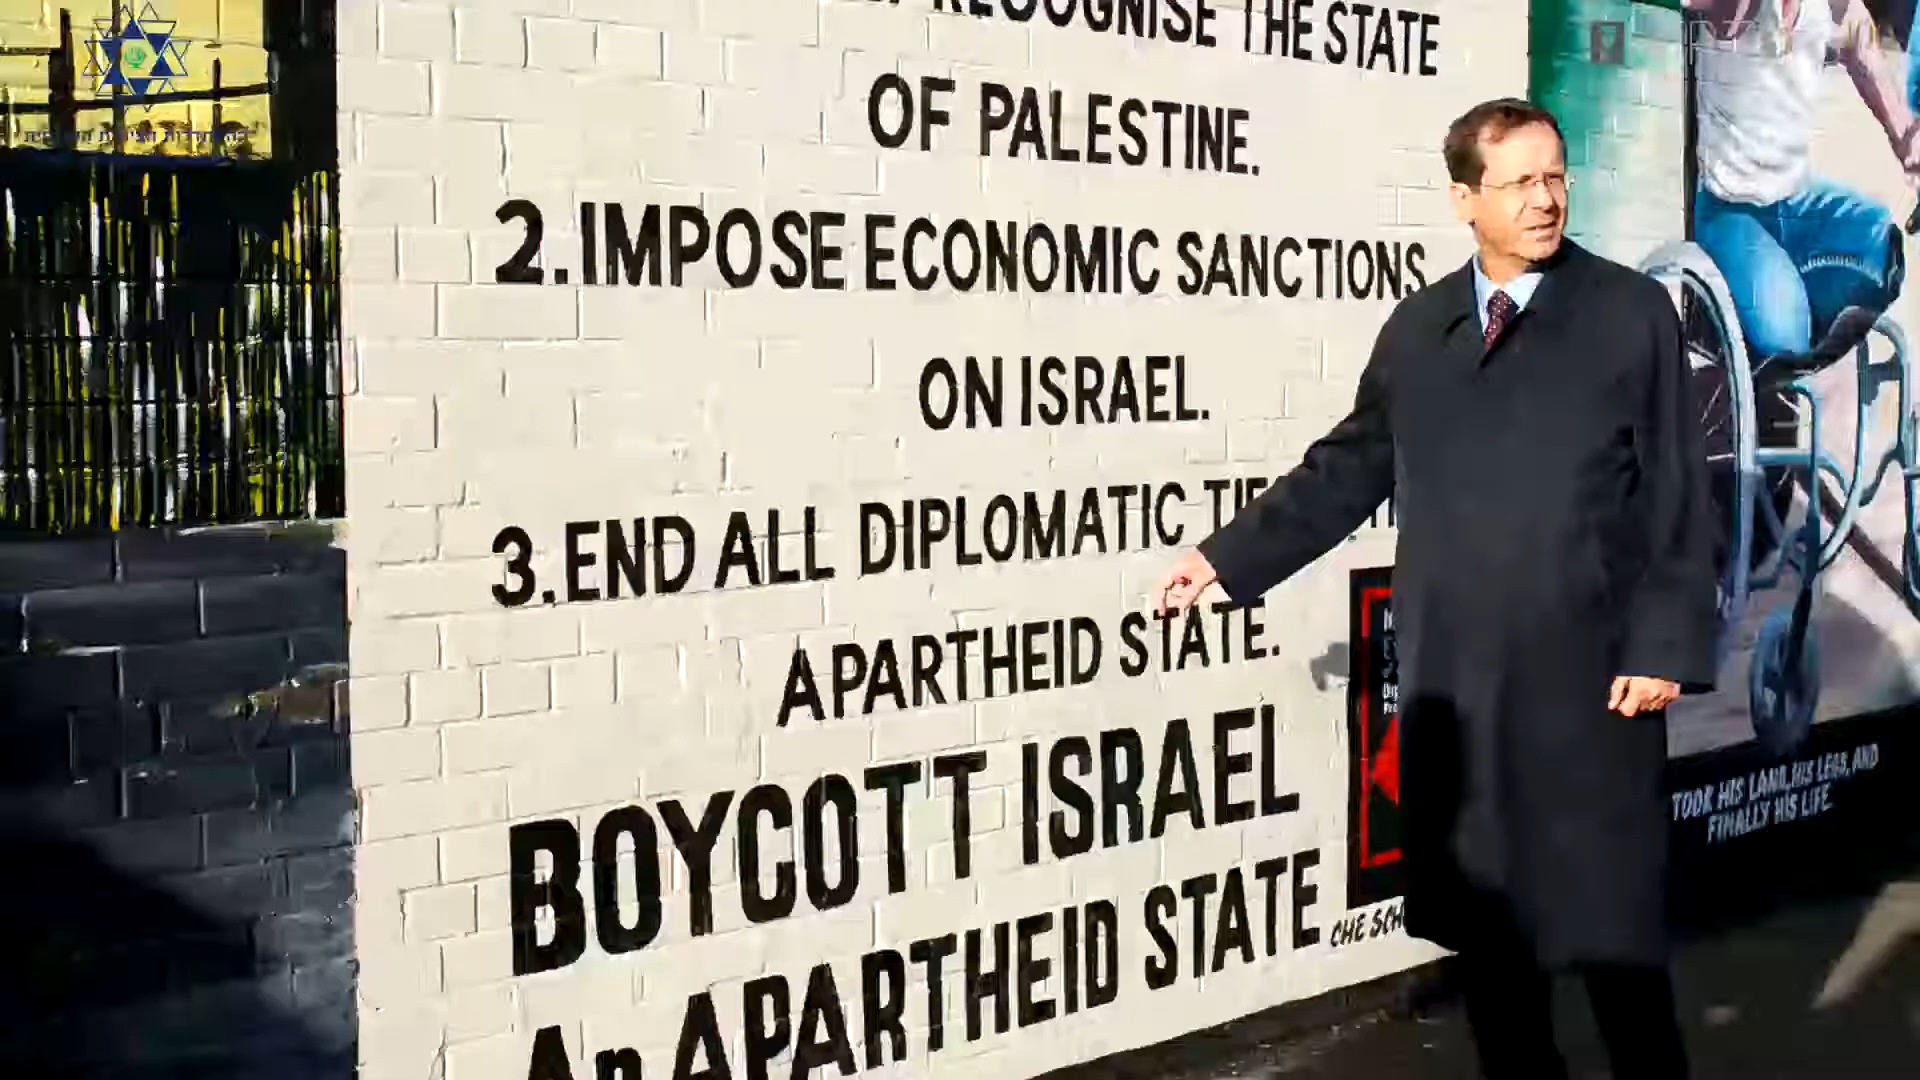 RECOGNISE THE STATE
OF PALESTINE.
2. IMPOSE ECONOMIC SANCTIONS
ON ISRAEL.
3. END ALL DIPLOMATIC
APARTHEID STATE.
BOYCOTT ISRAEL
An APARTHEID STATE
TOOK HIS LAND, HIS LEGS, AND
FINALLY HIS LIFE